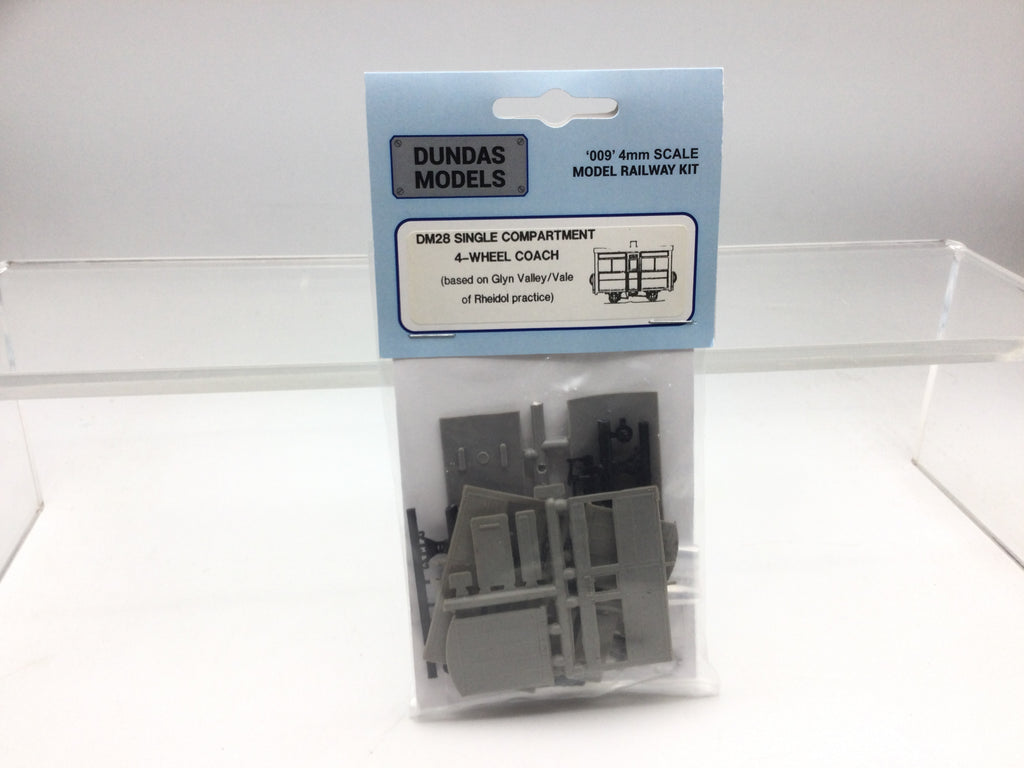 DUNDAS
MODELS
'009' 4mm SCALE
MODEL RAILWAY KIT
DM28 SINGLE COMPARTMENT
4-WHEEL COACH
(based on Glyn Valley/Vale
of Rheidol practice)